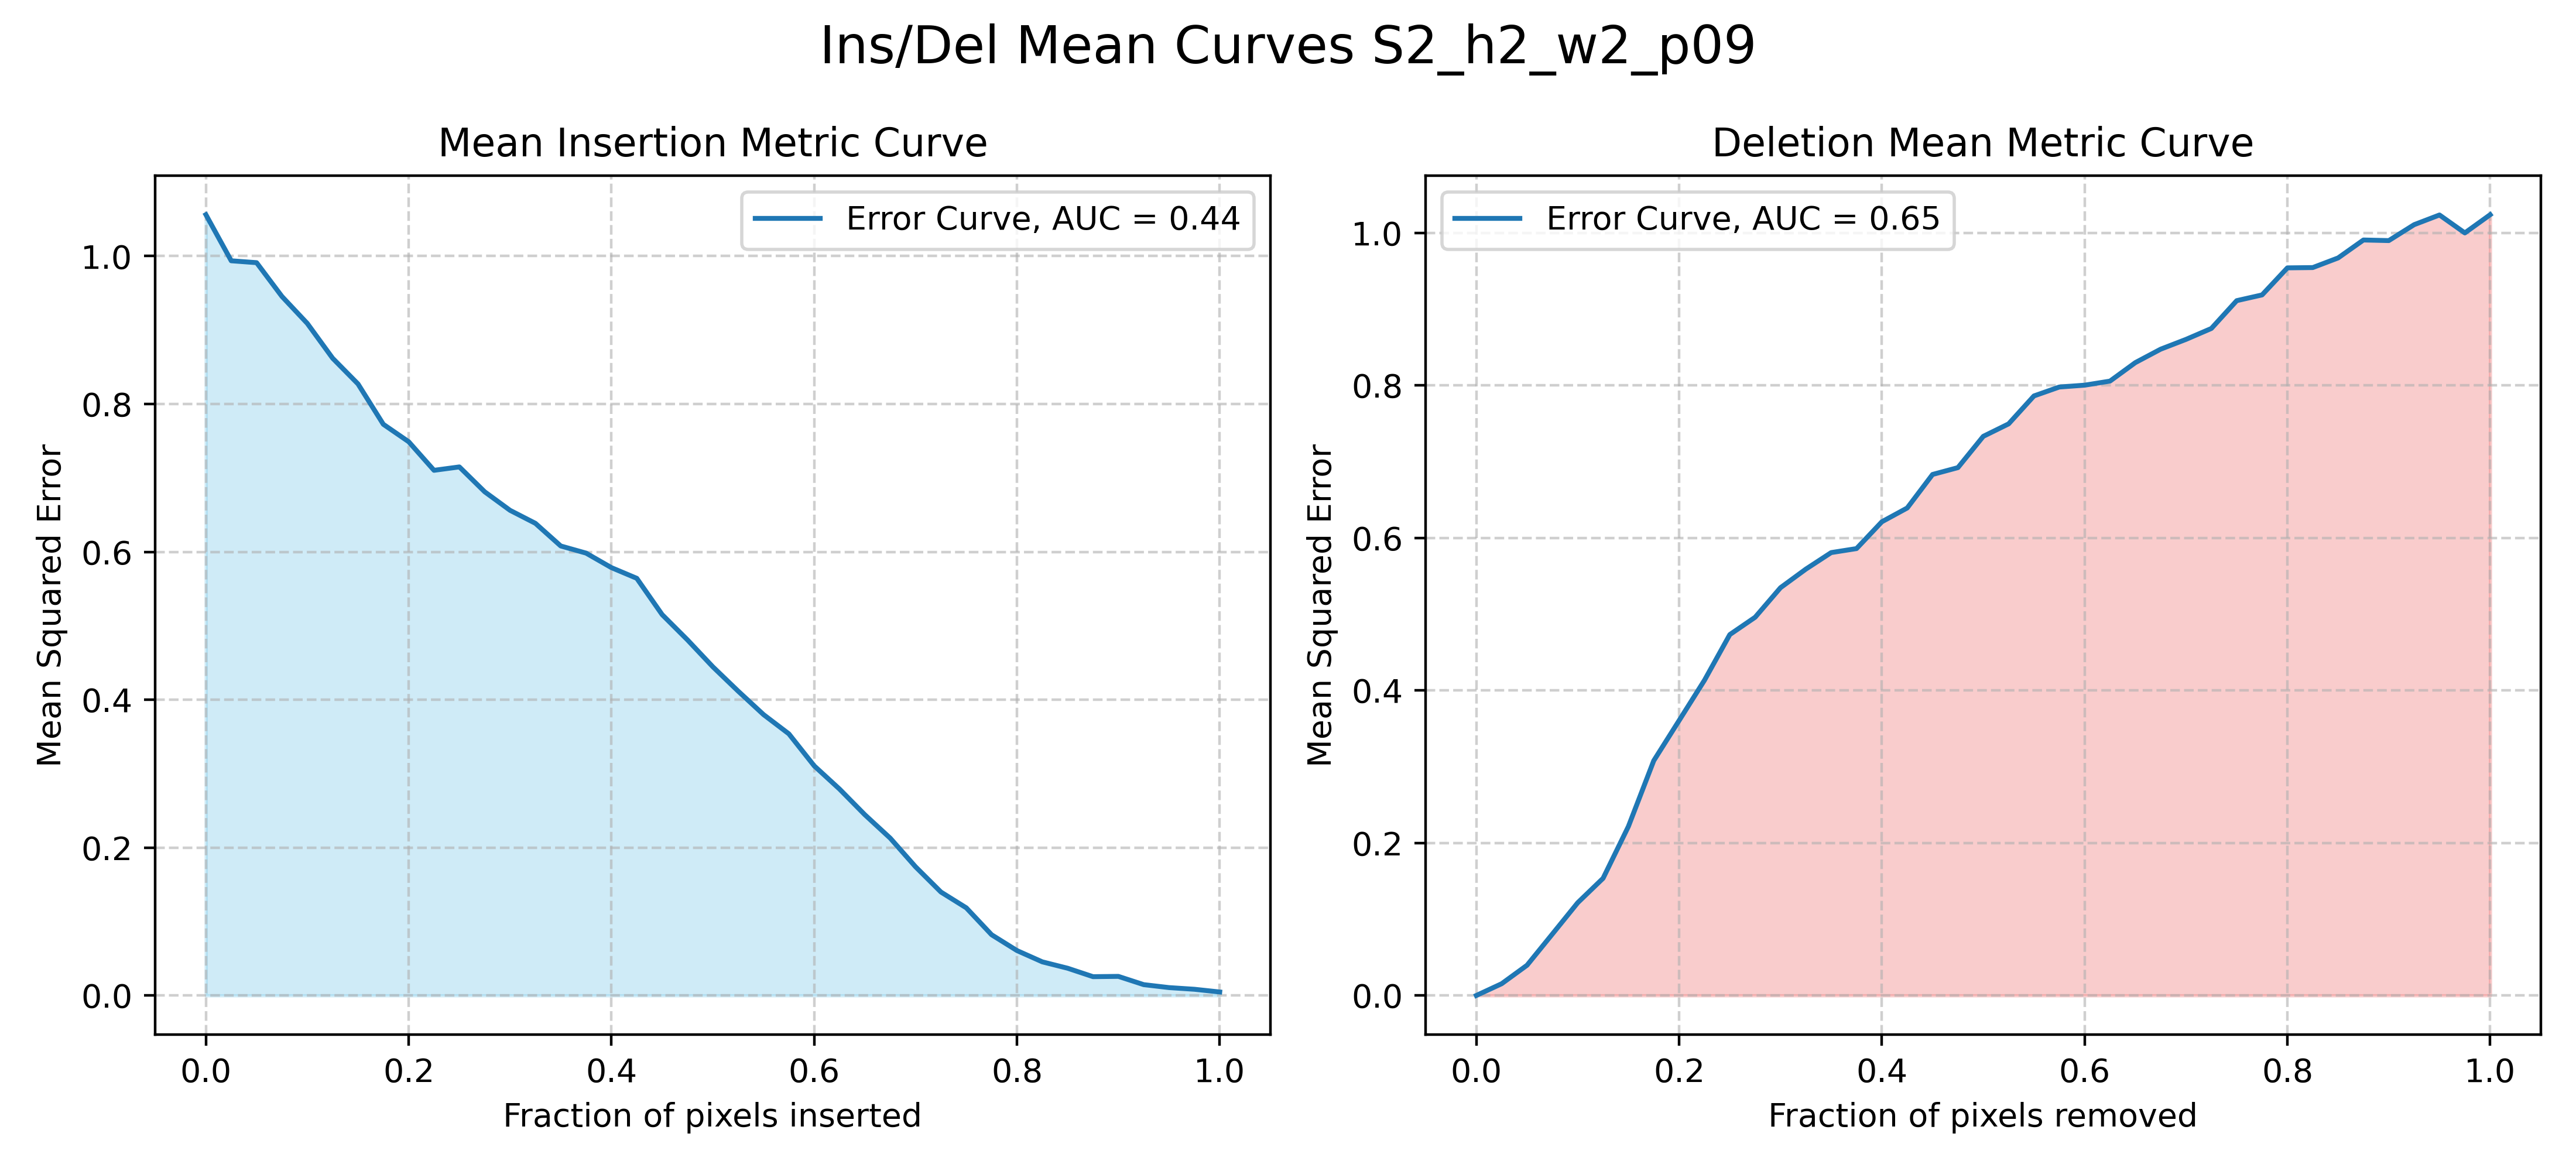 Ins/Del Mean Curves S2_h2_w2_p09
Mean Insertion Metric Curve
Error Curve, AUC = 0.44
Mean Squared Error
1.0
0.8
0.6
0.4
0.2
0.0
0.0 0.2 0.4 0.6 0.8 1.0
Fraction of pixels inserted
Deletion Mean Metric Curve
Error Curve, AUC = 0.65
Mean Squared Error
1.0
0.8
0.6
0.4
0.2
0.0
0.0 0.2 0.4 0.6 0.8 1.0
Fraction of pixels removed